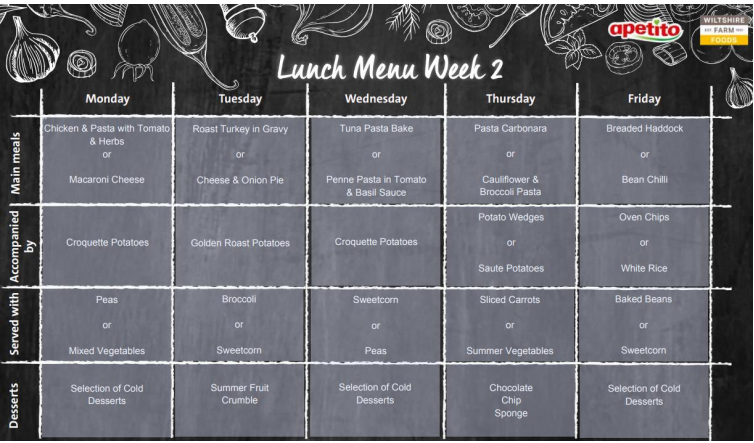 apetito
WILTSHIRE
EST. FARM 1991
FOODS
Lunch Menu Week 2
Monday
Tuesday
Wednesday
Thursday
Friday
Main meals
Chicken & Pasta with Tomato
& Herbs
or
Macaroni Cheese
Roast Turkey in Gravy
or
Cheese & Onion Pie
Tuna Pasta Bake
or
Penne Pasta in Tomato
& Basil Sauce
Pasta Carbonara
or
Cauliflower &
Broccoli Pasta
Breaded Haddock
or
Bean Chilli
Accompanied
by
Croquette Potatoes
Golden Roast Potatoes
Croquette Potatoes
Potato Wedges
or
Saute Potatoes
Oven Chips
or
White Rice
Served with
Peas
or
Mixed Vegetables
Broccoli
or
Sweetcorn
Sweetcorn
or
Peas
Sliced Carrots
or
Summer Vegetables
Baked Beans
or
Sweetcorn
Desserts
Selection of Cold
Desserts
Summer Fruit
Crumble
Selection of Cold
Desserts
Chocolate
Chip
Sponge
Selection of Cold
Desserts